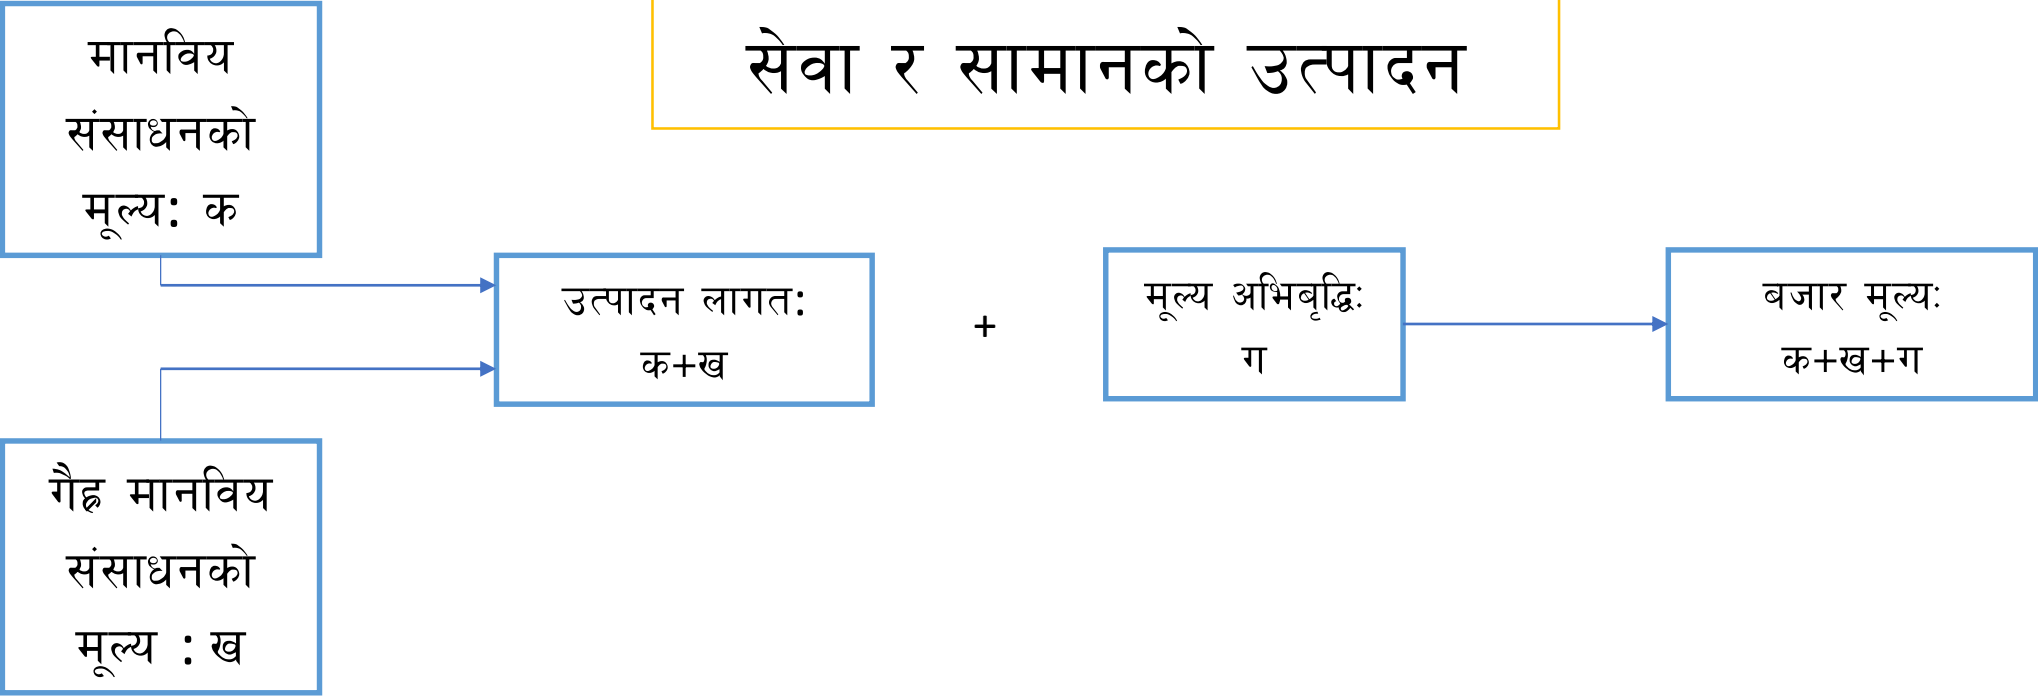 सेवा र सामानको उत्पादन
मानविय
संसाधनको
मूल्य: क
गैह्र मानविय
संसाधनको
मूल्य : ख
उत्पादन लागत:
क+ख
+
मूल्य अभिबृद्धिः
ग
बजार मूल्यः
क+ख+ग